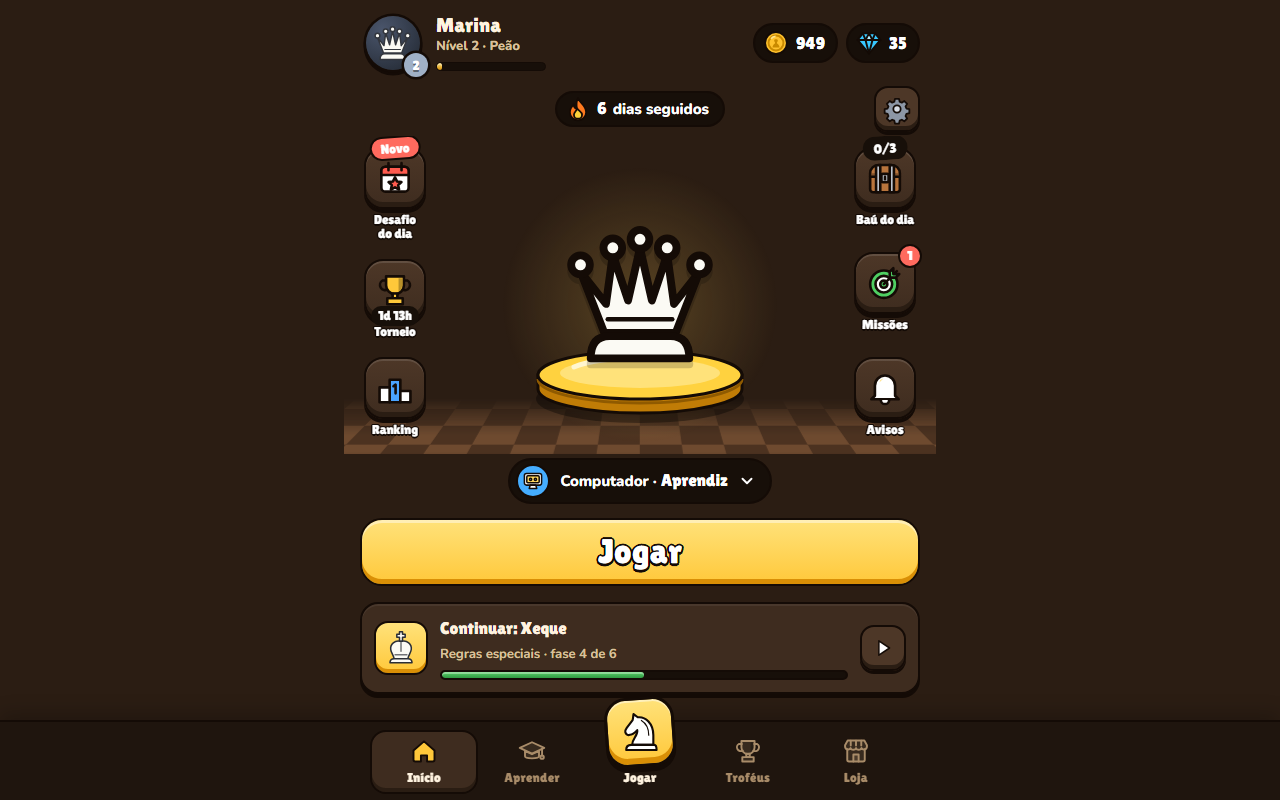 Marina
Nível 2 · Peão
2
949
35
6 dias seguidos
Novo
Desafio
do dia
0/3
Baú do dia
1d 13h
Torneio
1
Missões
1
Ranking
Avisos
Computador · Aprendiz
Jogar
Continuar: Xeque
Regras especiais · fase 4 de 6
Início
Aprender
Jogar
Troféus
Loja